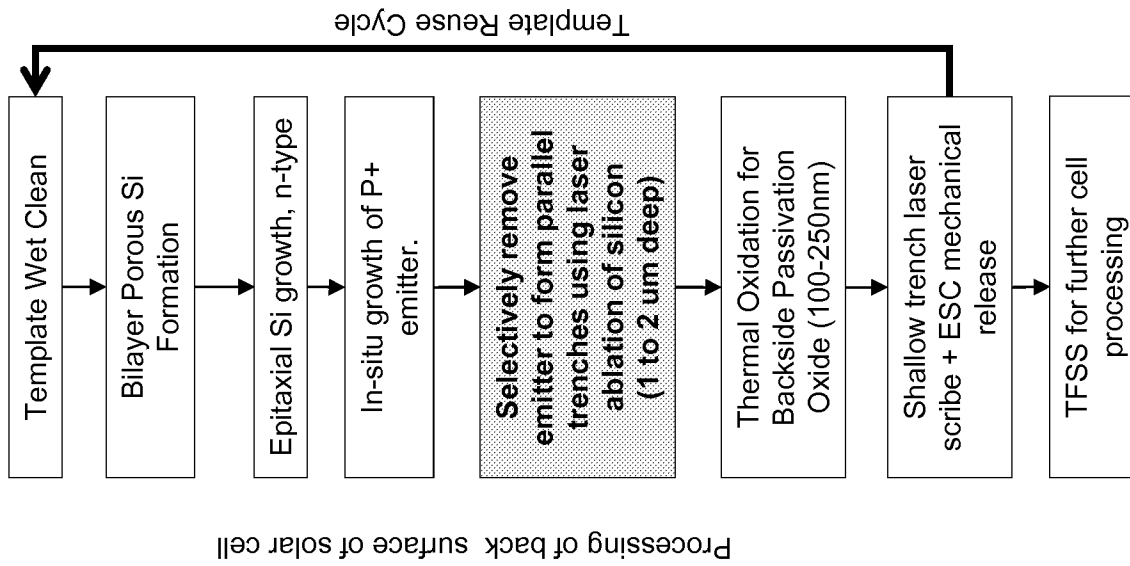 Template Reuse Cycle
Template Wet Clean
Bilayer Porous Si
Formation
Epitaxial Si growth, n-type
In-situ growth of P+
emitter.
Selectively remove
emitter to form parallel
trenches using laser
ablation of silicon
(1 to 2 um deep)
Thermal Oxidation for
Backside Passivation
Oxide (100-250nm)
Shallow trench laser
scribe + ESC mechanical
release
TFSS for further cell
processing
Processing of back surface of solar cell